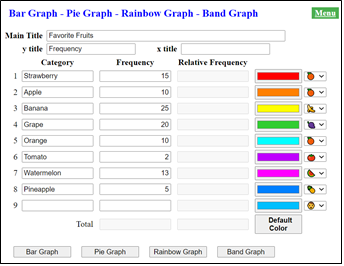 Bar Graph - Pie Graph - Rainbow Graph - Band Graph Menu
Main Title Favorite Fruits
y title Frequency x title
Category Frequency Relative Frequency
1 Strawberry 15
2 Apple 10
3 Banana 25
4 Grape 20
5 Orange 10
6 Tomato 2
7 Watermelon 13
8 Pineapple 5
9
Total Default Color
Bar Graph Pie Graph Rainbow Graph Band Graph